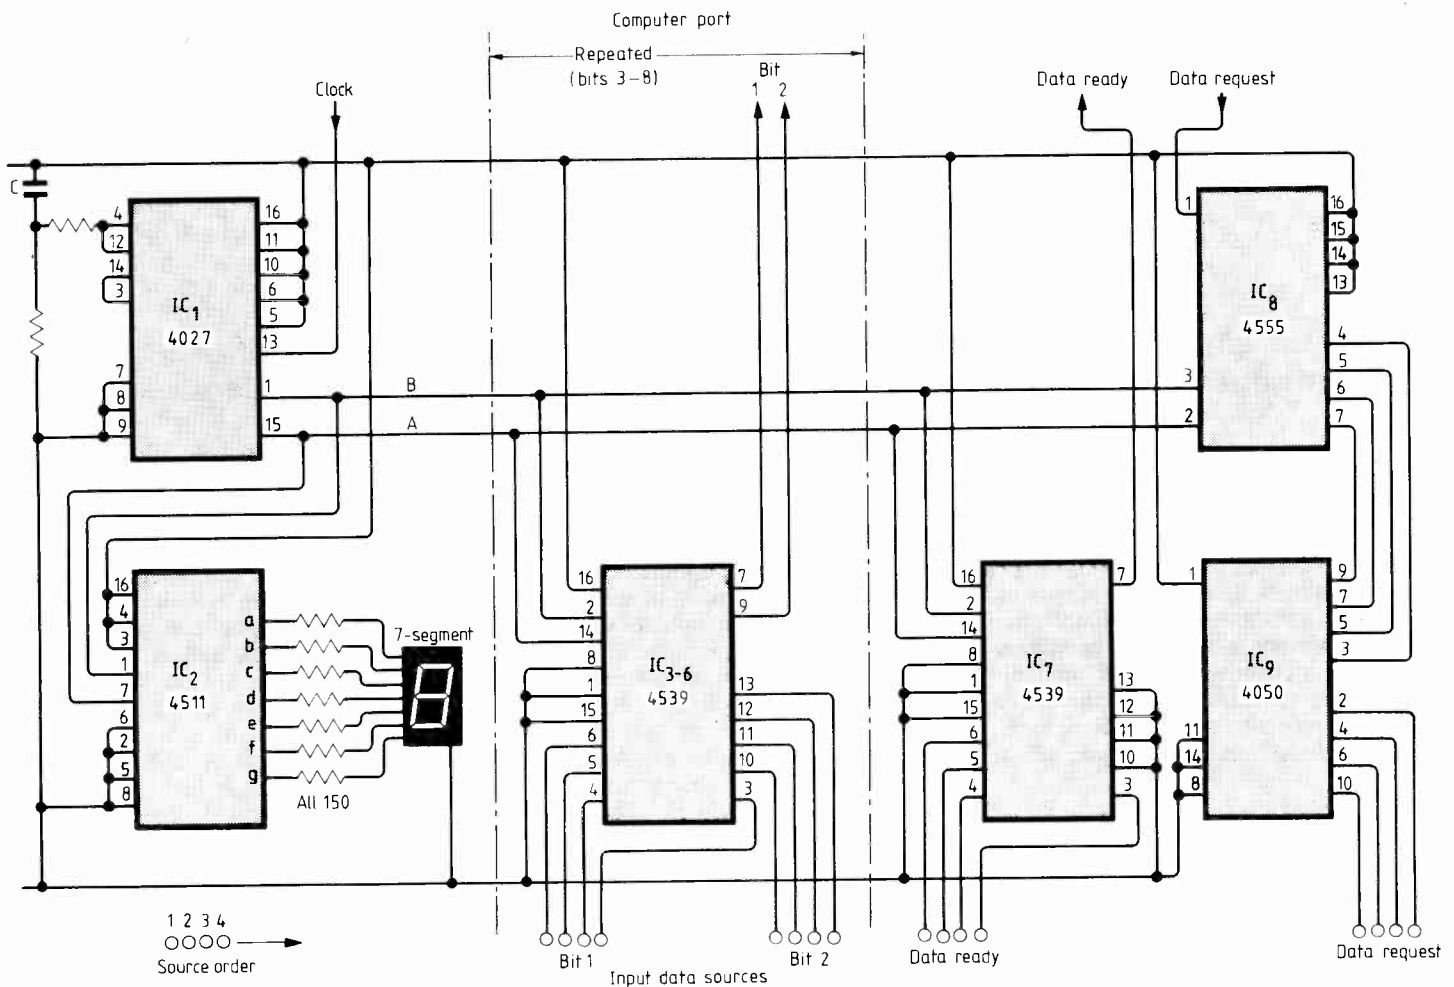 Computer port
Repeated
(bits 3-8)
Bit
1 2
Clock
Data ready
Data request
C
4
12
14
3
7
8
9
IC1
4027
16
11
10
6
5
13
1
15
B
A
1
3
2
IC8
4555
16
15
14
13
4
5
6
7
16
4
3
1
7
6
2
5
8
IC2
4511
a
b
c
d
e
f
g
All 150
7-segment
16
2
14
8
1
15
6
5
4
IC3-6
4539
7
9
13
12
11
10
3
16
2
14
8
1
15
6
5
4
IC7
4539
7
13
12
11
10
3
1
11
14
8
IC9
4050
9
7
5
3
2
4
6
10
1 2 3 4
Source order
Bit 1
Bit 2
Input data sources
Data ready
Data request